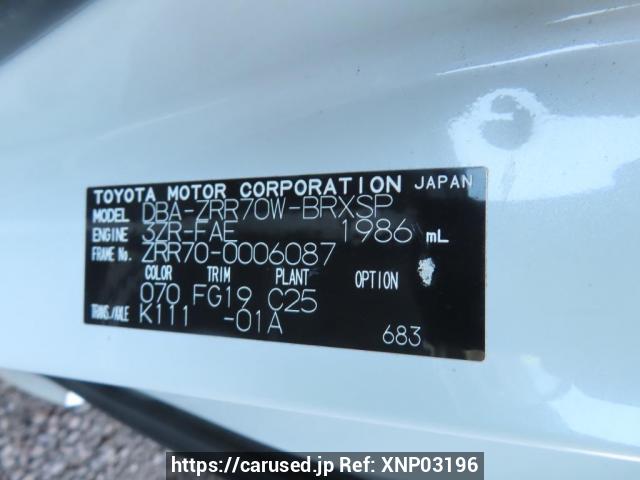 TOYOTA MOTOR CORPORATION JAPAN
MODEL DBA-ZRR70W-BRXSP
ENGINE 3ZR-FAE 1986 mL
FRAME No. ZRR70-0006087
COLOR TRIM PLANT OPTION
070 FG19 C25
TRANS./AXLE K111 -01A
683
https://carused.jp Ref: XNP03196